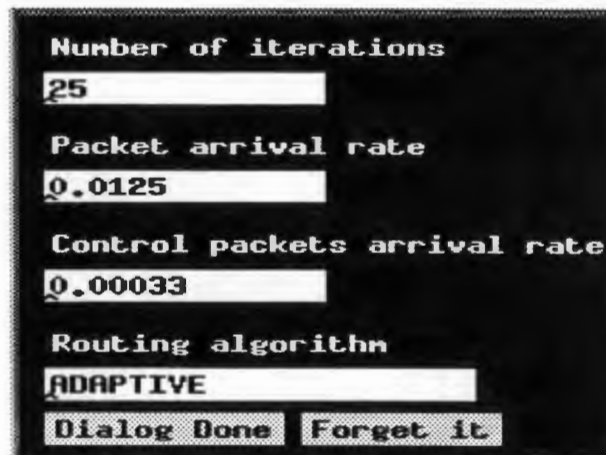 Number of iterations
25
Packet arrival rate
0.0125
Control packets arrival rate
0.00033
Routing algorithm
ADAPTIVE
Dialog Done Forget it